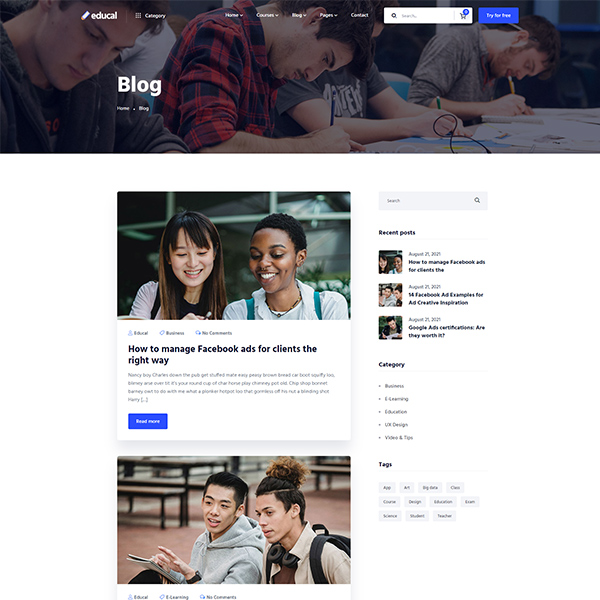 educal
Category
Home
Courses
Blog
Pages
Contact
Search...
0
Try for free
Blog
Home
Blog
Educal
Business
No Comments
How to manage Facebook ads for clients the
right way
Nancy boy Charles down the pub get stuffed mate easy peasy brown bread car boot squiffy loo,
blimey arse over tit it's your round cup of char horse play chimney pot old. Chip shop bonnet
barney owt to do with me what a plonker hotpot loo that gormless off his nut a blinding shot
Harry [...]
Read more
Educal
E-Learning
No Comments
Search
Recent posts
August 21, 2021
How to manage Facebook ads
for clients the
August 21, 2021
14 Facebook Ad Examples for
Ad Creative Inspiration
August 21, 2021
Google Ads certifications: Are
they worth it?
Category
Business
E-Learning
Education
UX Design
Video & Tips
Tags
App
Art
Big data
Class
Course
Design
Education
Exam
Science
Student
Teacher